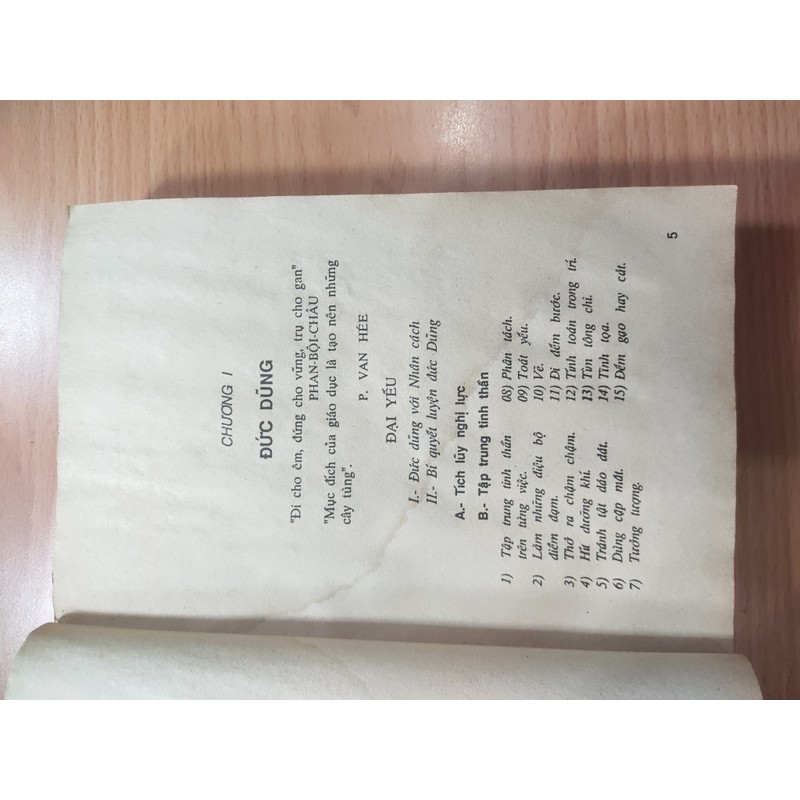 CHƯƠNG I
ĐỨC DŨNG
"Đi cho êm, đứng cho vững, trụ cho gan"
PHAN-BỘI-CHÂU
"Mục đích của giáo dục là tạo nên những
cây tùng".
P. VAN HÉE
ĐẠI YẾU
I.- Đức dũng với Nhân cách
II.- Bí quyết luyện đức Dũng
A.- Tích lũy nghị lực
B.- Tập trung tinh thần
1) Tập trung tinh thần
trên từng việc.
2) Làm những điệu bộ
điềm đạm.
3) Thở ra chậm chậm.
4) Hít dưỡng khí.
5) Tránh tật dáo dát.
6) Dùng cặp mắt.
7) Tưởng tượng.
08) Phân tách.
09) Toát yếu.
10) Vẽ.
11) Đi đếm bước.
12) Tính toán trong trí.
13) Tìm tông chi.
14) Tĩnh tọa.
15) Đếm gạo hay cát.
5